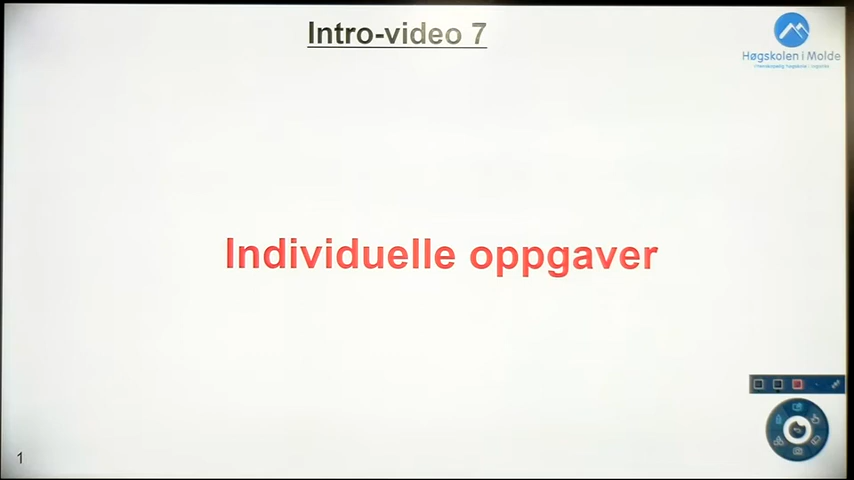 Intro-video 7
Høgskolen i Molde
Individuelle oppgaver
1